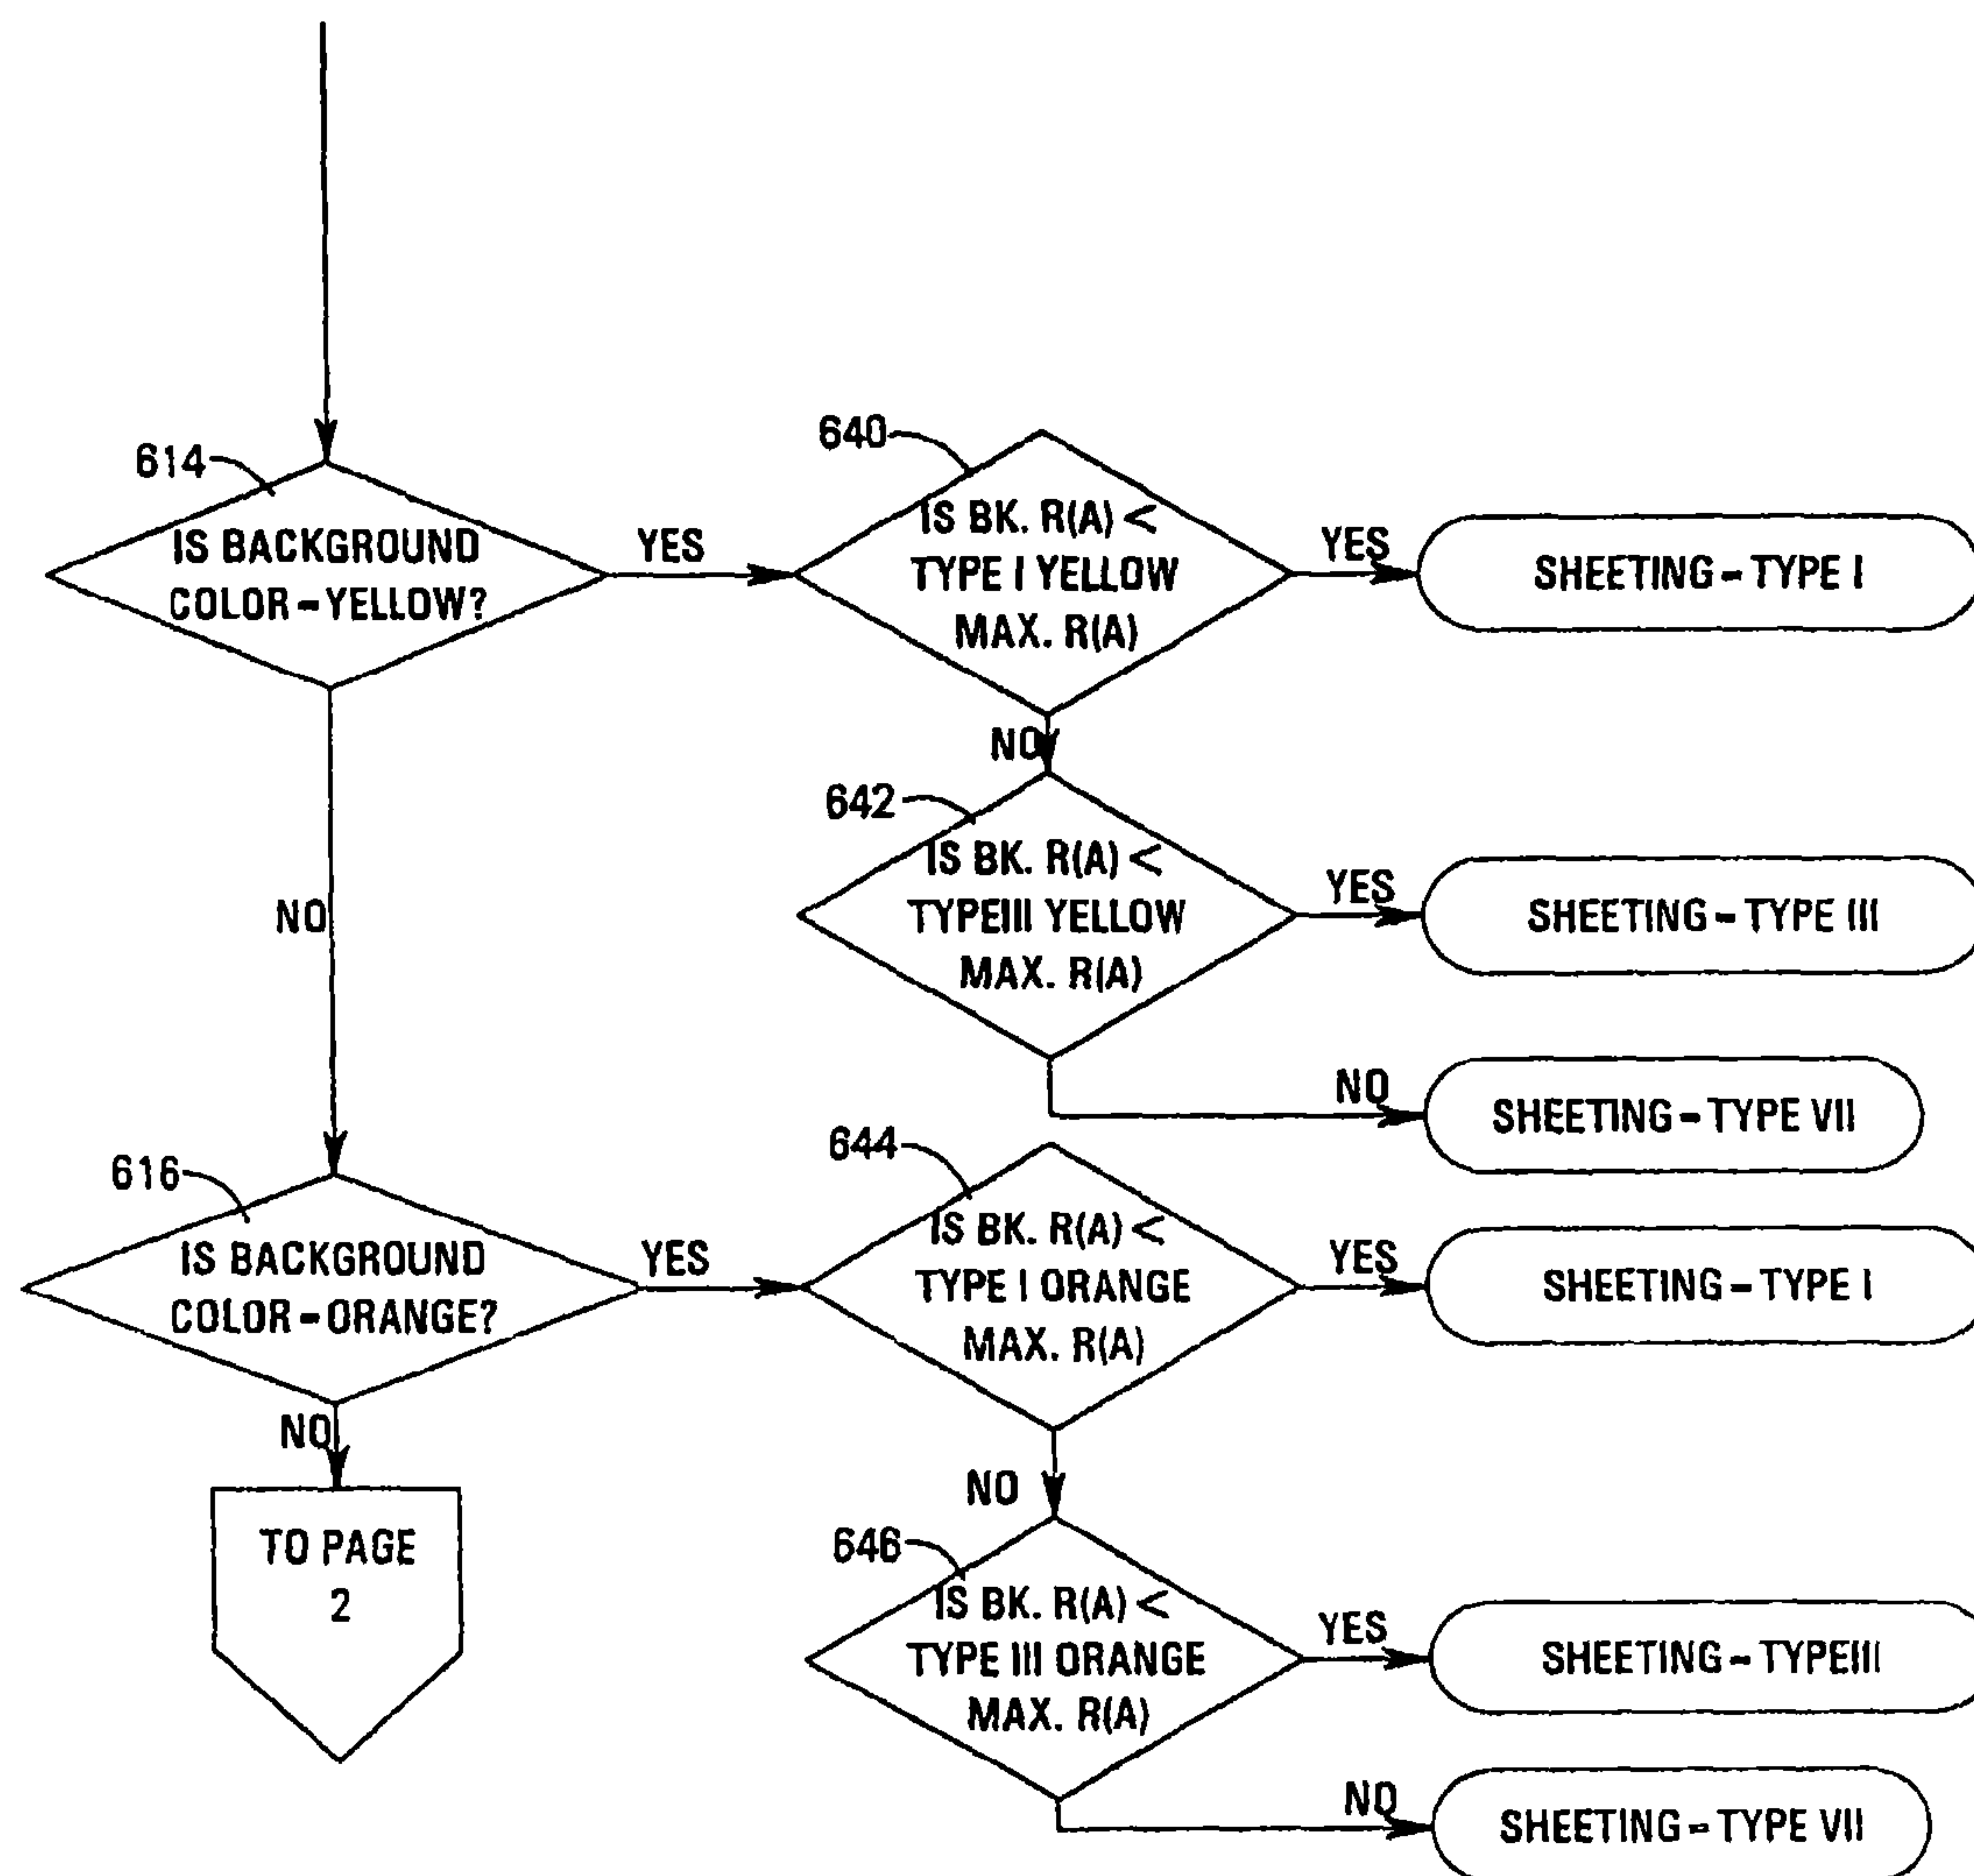 614
IS BACKGROUND
COLOR-YELLOW?
YES
640
IS BK. R(A) <
TYPE I YELLOW
MAX. R(A)
YES
SHEETING-TYPE I
NO
642
IS BK. R(A) <
TYPEIII YELLOW
MAX. R(A)
YES
SHEETING-TYPE III
NO
SHEETING-TYPE VII
NO
616
IS BACKGROUND
COLOR-ORANGE?
YES
644
IS BK. R(A) <
TYPE I ORANGE
MAX. R(A)
YES
SHEETING-TYPE I
NO
TO PAGE
2
NO
646
IS BK. R(A) <
TYPE III ORANGE
MAX. R(A)
YES
SHEETING-TYPEIII
NO
SHEETING=TYPE VII